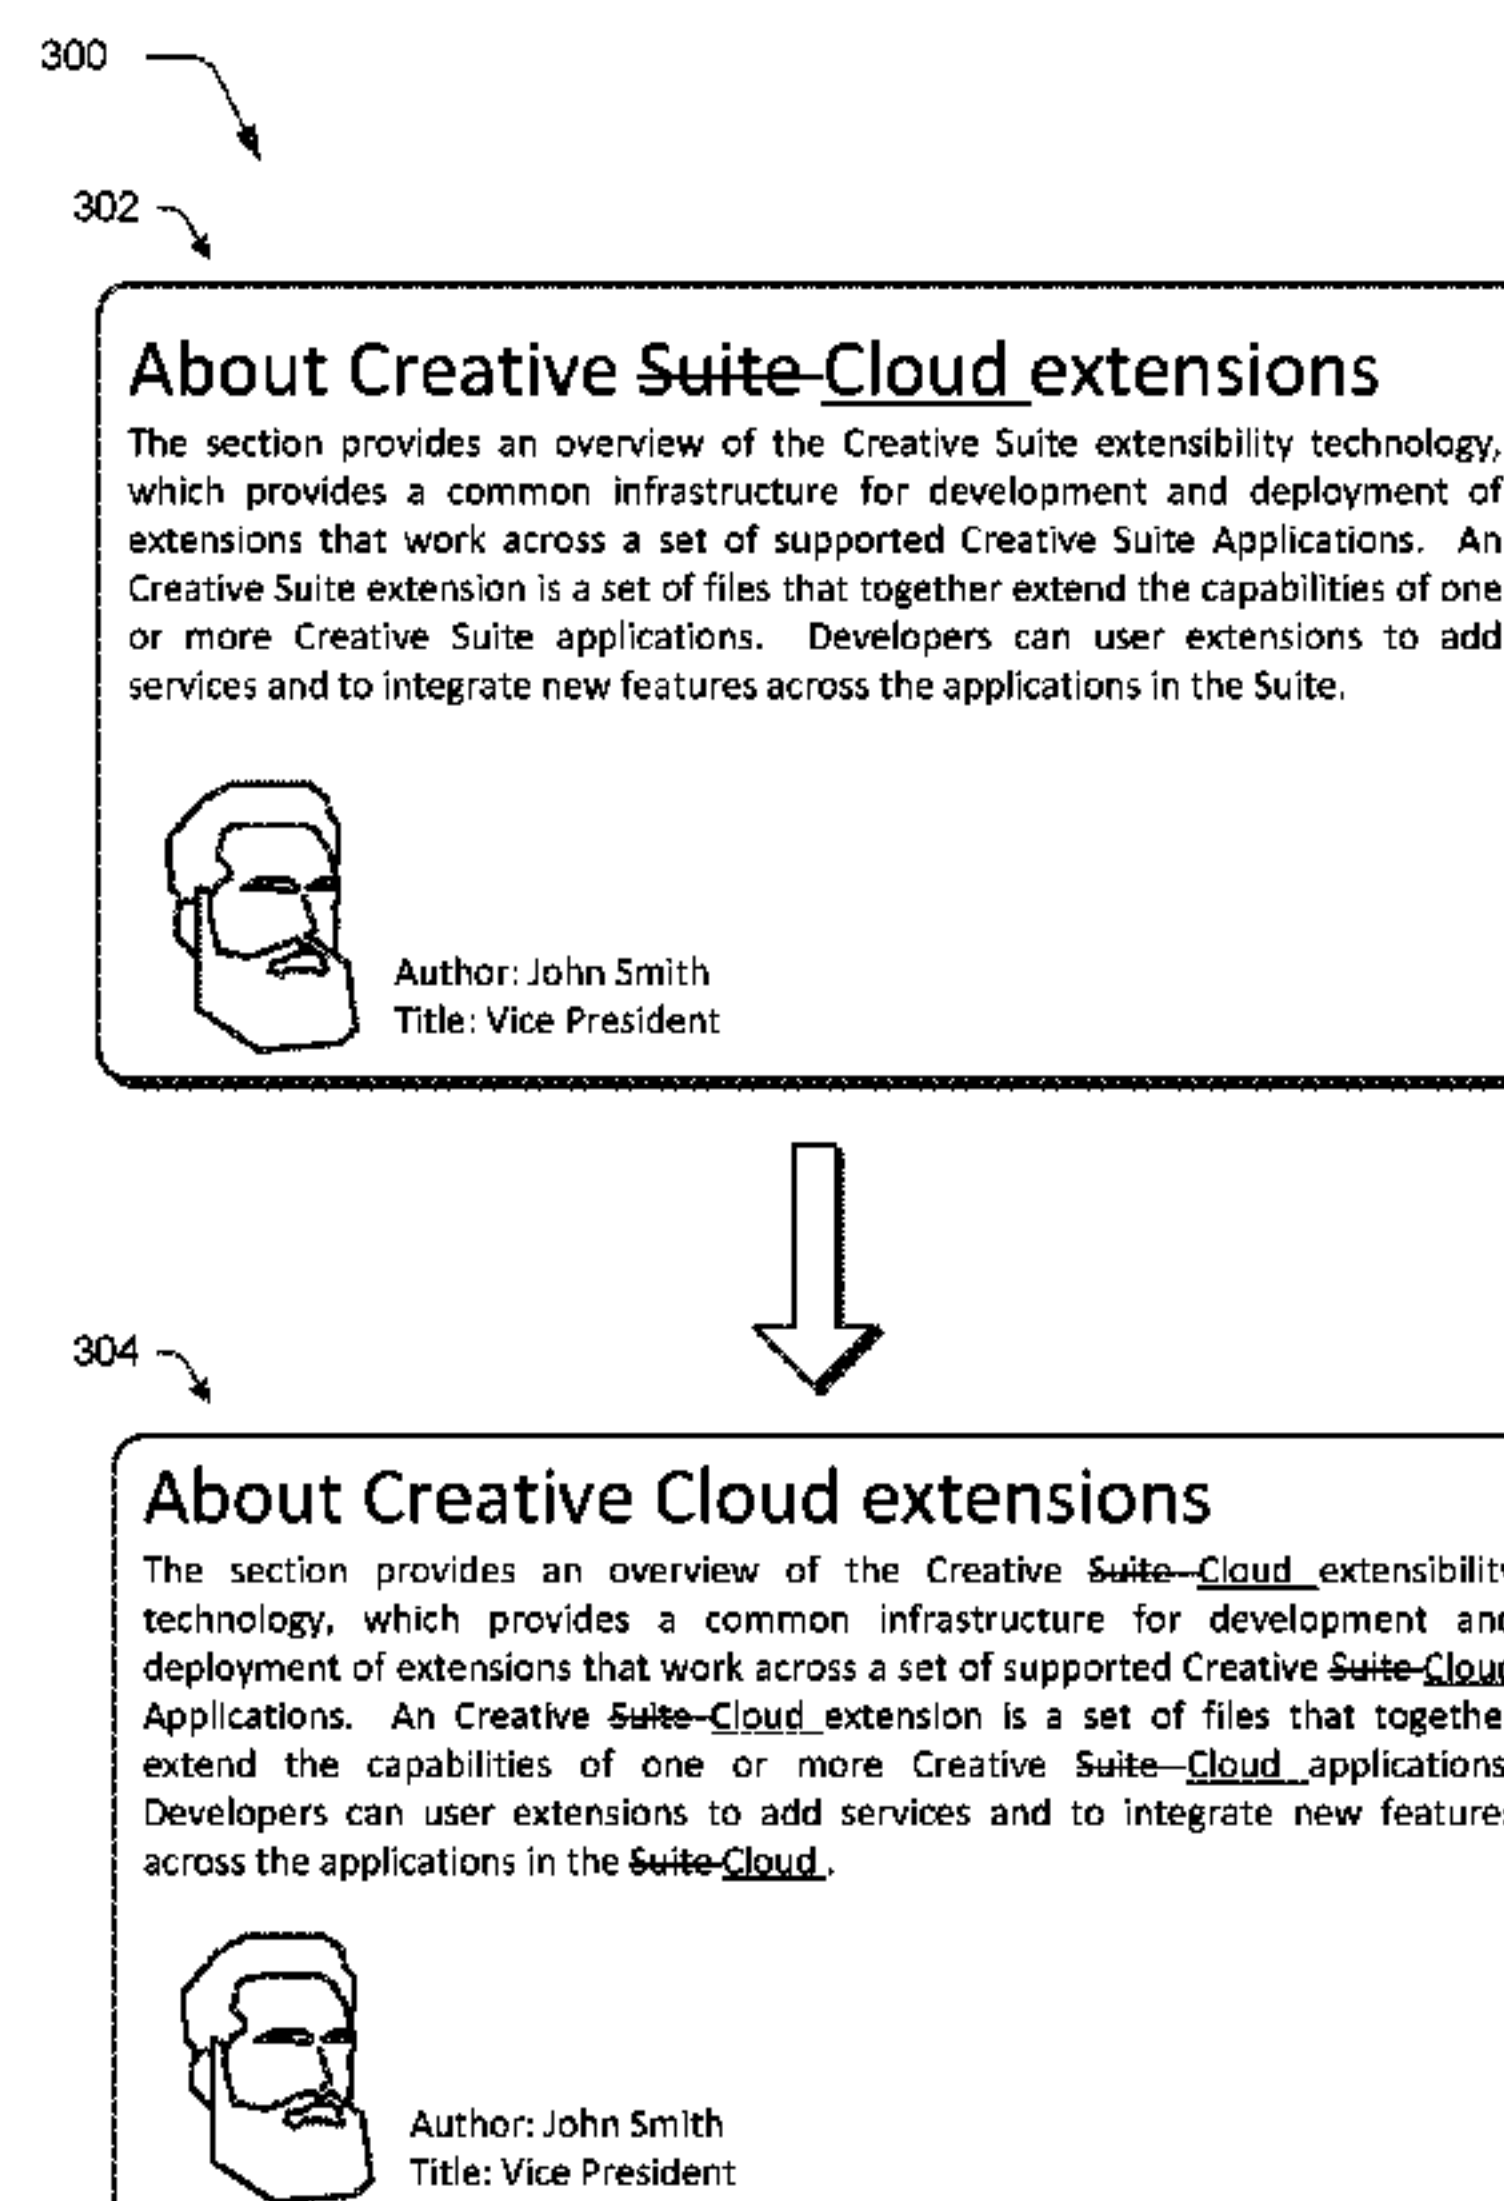 300
302
About Creative Suite Cloud extensions
The section provides an overview of the Creative Suite extensibility technology,
which provides a common infrastructure for development and deployment of
extensions that work across a set of supported Creative Suite Applications. An
Creative Suite extension is a set of files that together extend the capabilities of one
or more Creative Suite applications. Developers can user extensions to add
services and to integrate new features across the applications in the Suite.
Author: John Smith
Title: Vice President
304
About Creative Cloud extensions
The section provides an overview of the Creative Suite Cloud extensibility
technology, which provides a common infrastructure for development and
deployment of extensions that work across a set of supported Creative Suite Cloud
Applications. An Creative Suite Cloud extension is a set of files that together
extend the capabilities of one or more Creative Suite Cloud applications.
Developers can user extensions to add services and to integrate new features
across the applications in the Suite Cloud .
Author: John Smith
Title: Vice President